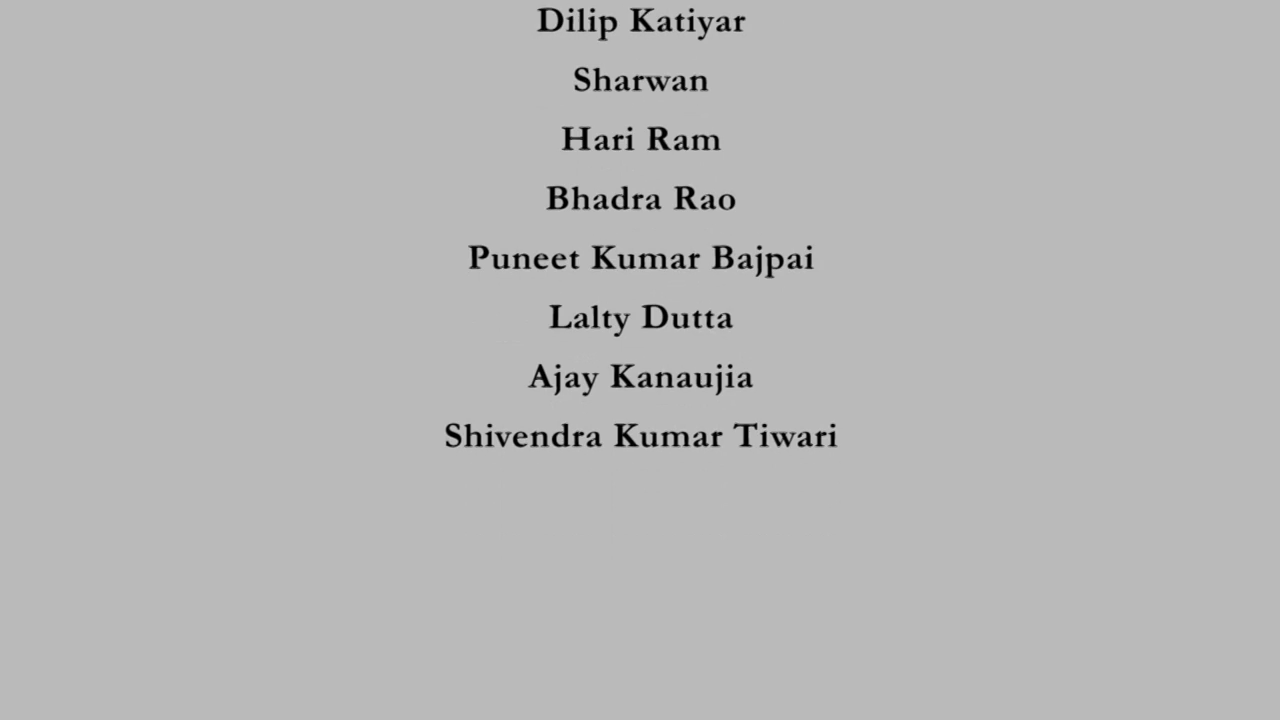 Dilip Katiyar
Sharwan
Hari Ram
Bhadra Rao
Puneet Kumar Bajpai
Lalty Dutta
Ajay Kanaujia
Shivendra Kumar Tiwari